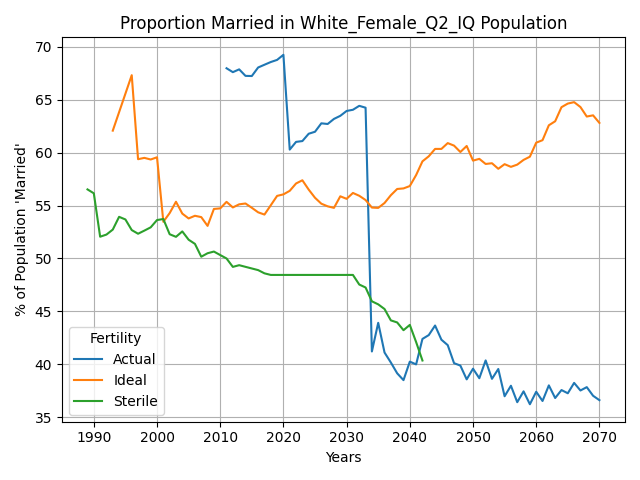 Proportion Married in White_Female_Q2_IQ Population
% of Population 'Married'
70
65
60
55
50
45
40
35
Fertility
Actual
Ideal
Sterile
1990 2000 2010 2020 2030 2040 2050 2060 2070
Years